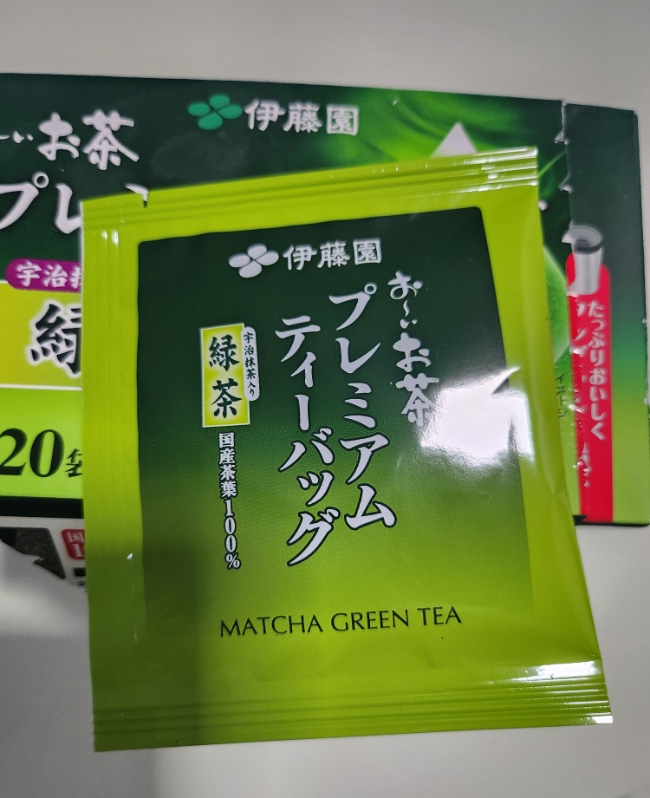 お〜いお茶
伊藤園
プレ
宇治抹
緑
20袋
伊藤園
お〜いお茶
プレミアム
ティーバッグ
宇治抹茶入り
緑茶
国産茶葉100%
MATCHA GREEN TEA
たっぷりおいしく